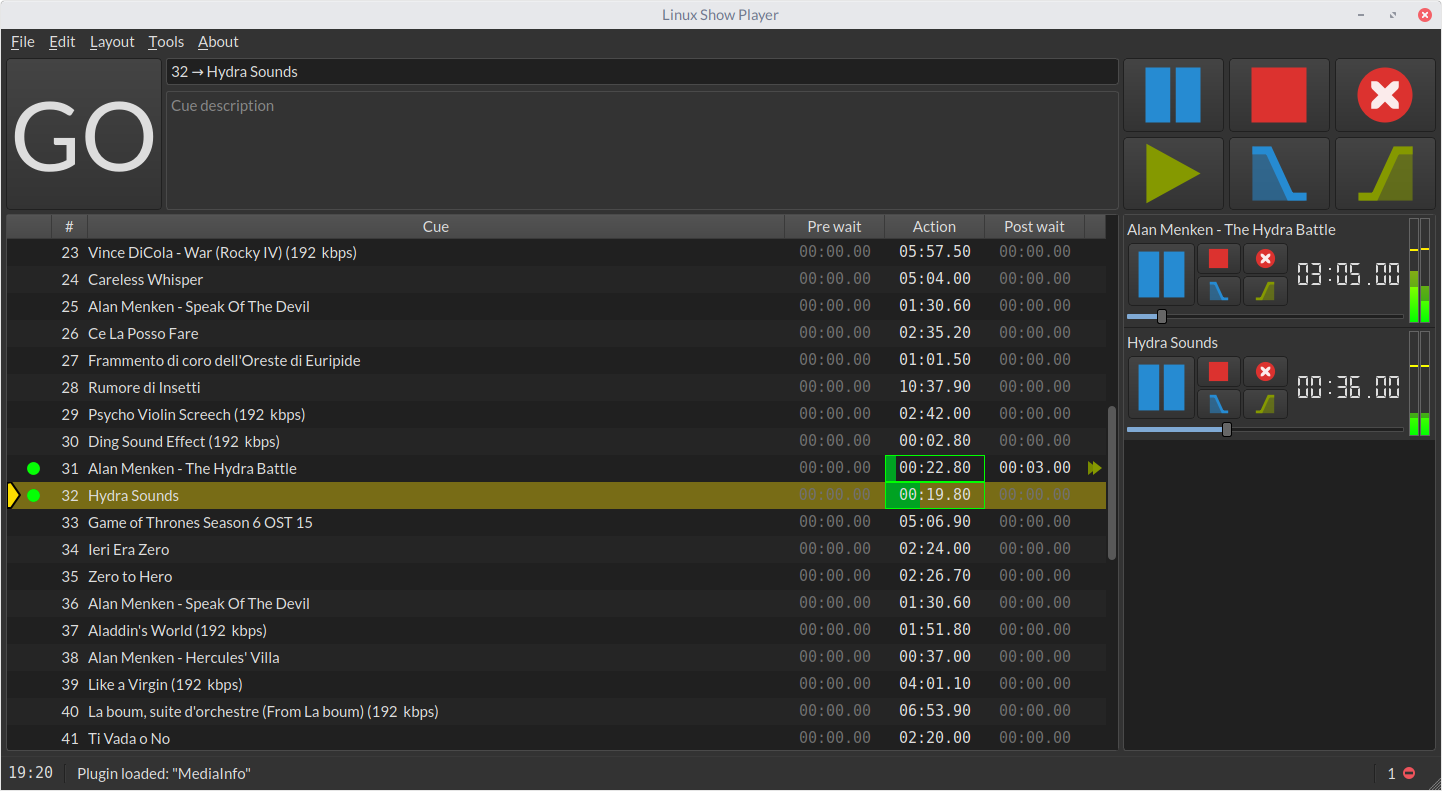 Linux Show Player
File Edit Layout Tools About
GO
32 → Hydra Sounds
Cue description
# Cue Pre wait Action Post wait
23 Vince DiCola - War (Rocky IV) (192 kbps) 00:00.00 05:57.50 00:00.00
24 Careless Whisper 00:00.00 05:04.00 00:00.00
25 Alan Menken - Speak Of The Devil 00:00.00 01:30.60 00:00.00
26 Ce La Posso Fare 00:00.00 02:35.20 00:00.00
27 Frammento di coro dell'Oreste di Euripide 00:00.00 01:01.50 00:00.00
28 Rumore di Insetti 00:00.00 10:37.90 00:00.00
29 Psycho Violin Screech (192 kbps) 00:00.00 02:42.00 00:00.00
30 Ding Sound Effect (192 kbps) 00:00.00 00:02.80 00:00.00
31 Alan Menken - The Hydra Battle 00:00.00 00:22.80 00:03.00
32 Hydra Sounds 00:00.00 00:19.80 00:00.00
33 Game of Thrones Season 6 OST 15 00:00.00 05:06.90 00:00.00
34 Ieri Era Zero 00:00.00 02:24.00 00:00.00
35 Zero to Hero 00:00.00 02:26.70 00:00.00
36 Alan Menken - Speak Of The Devil 00:00.00 01:30.60 00:00.00
37 Aladdin's World (192 kbps) 00:00.00 01:51.80 00:00.00
38 Alan Menken - Hercules' Villa 00:00.00 00:37.00 00:00.00
39 Like a Virgin (192 kbps) 00:00.00 04:01.10 00:00.00
40 La boum, suite d'orchestre (From La boum) (192 kbps) 00:00.00 06:53.90 00:00.00
41 Ti Vada o No 00:00.00 02:20.00 00:00.00
Alan Menken - The Hydra Battle
03:05.00
Hydra Sounds
00:36.00
19:20 Plugin loaded: "MediaInfo" 1